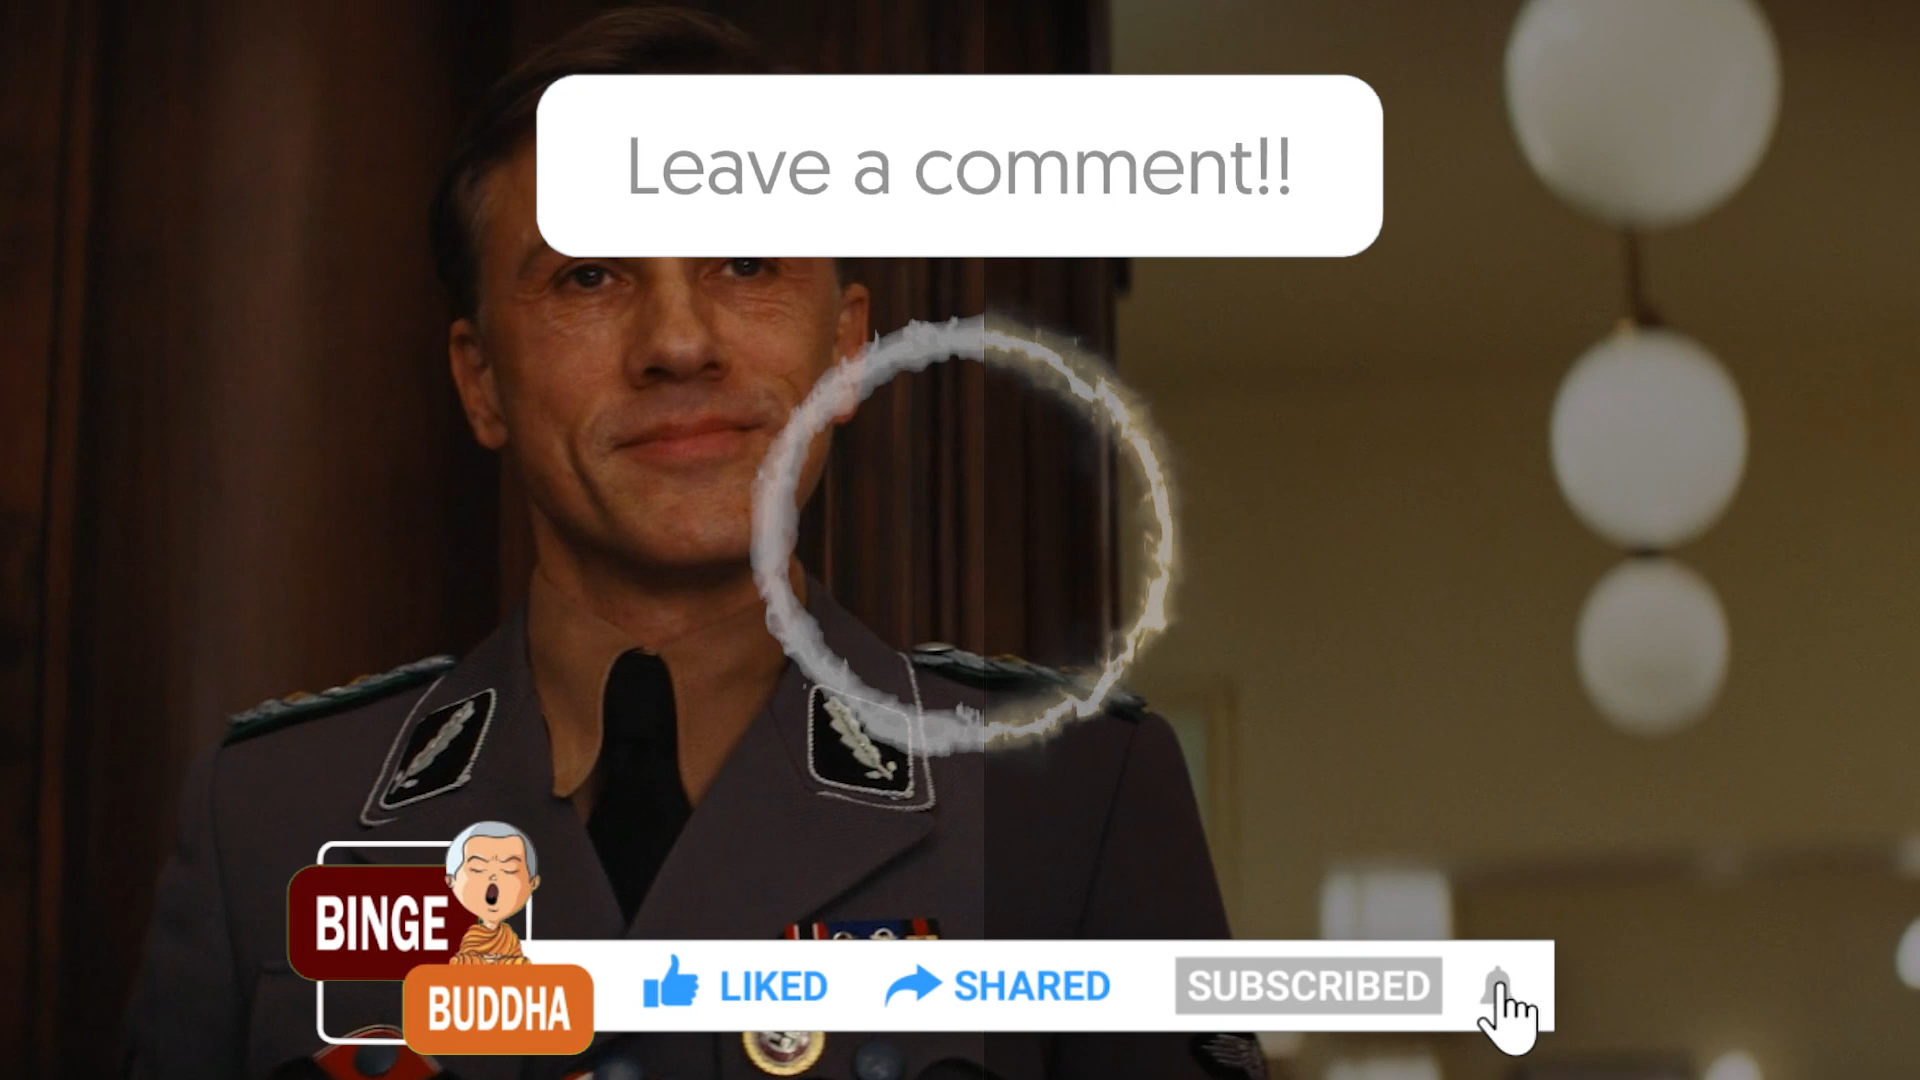 Leave a comment!!
BINGE
BUDDHA
LIKED
SHARED
SUBSCRIBED